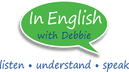 In English
with Debbie
listen • understand • speak